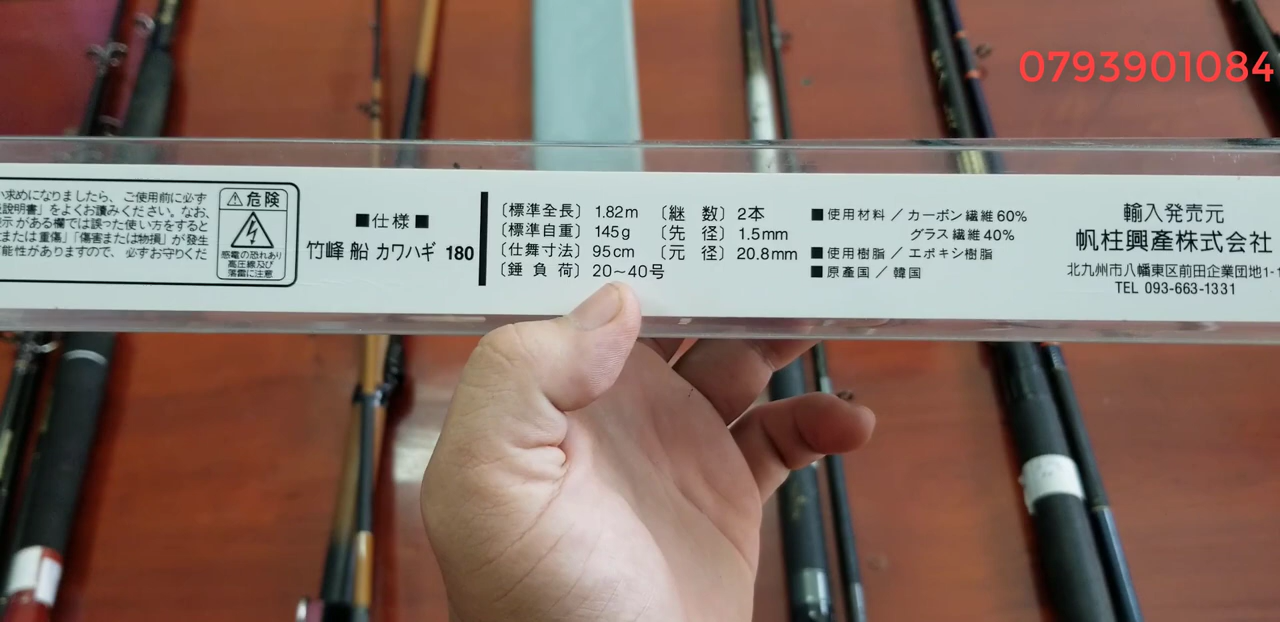 0793901084
い求めになりましたら、ご使用前に必ず
説明書」をよくお讀みください。なお、
示がある欄では誤った使い方をすると
または重傷」「傷害または物損」が發生
可能性がありますので、必ずお守りくだ
⚠危険
感電の恐れあり
高圧線及び
落雷に注意
■仕様■
竹峰 船 カワハギ 180
〔標準全長〕 1.82m 〔継 数〕 2本
〔標準自重〕 145g 〔先 径〕 1.5mm
〔仕舞寸法〕 95cm 〔元 径〕 20.8mm
〔錘負荷〕 20〜40号
■使用材料／カーボン繊維60%
グラス繊維40%
■使用樹脂／エポキシ樹脂
■原產国／韓国
輸入発売元
帆柱興產株式会社
北九州市八幡東区前田企業団地1-1
TEL 093-663-1331